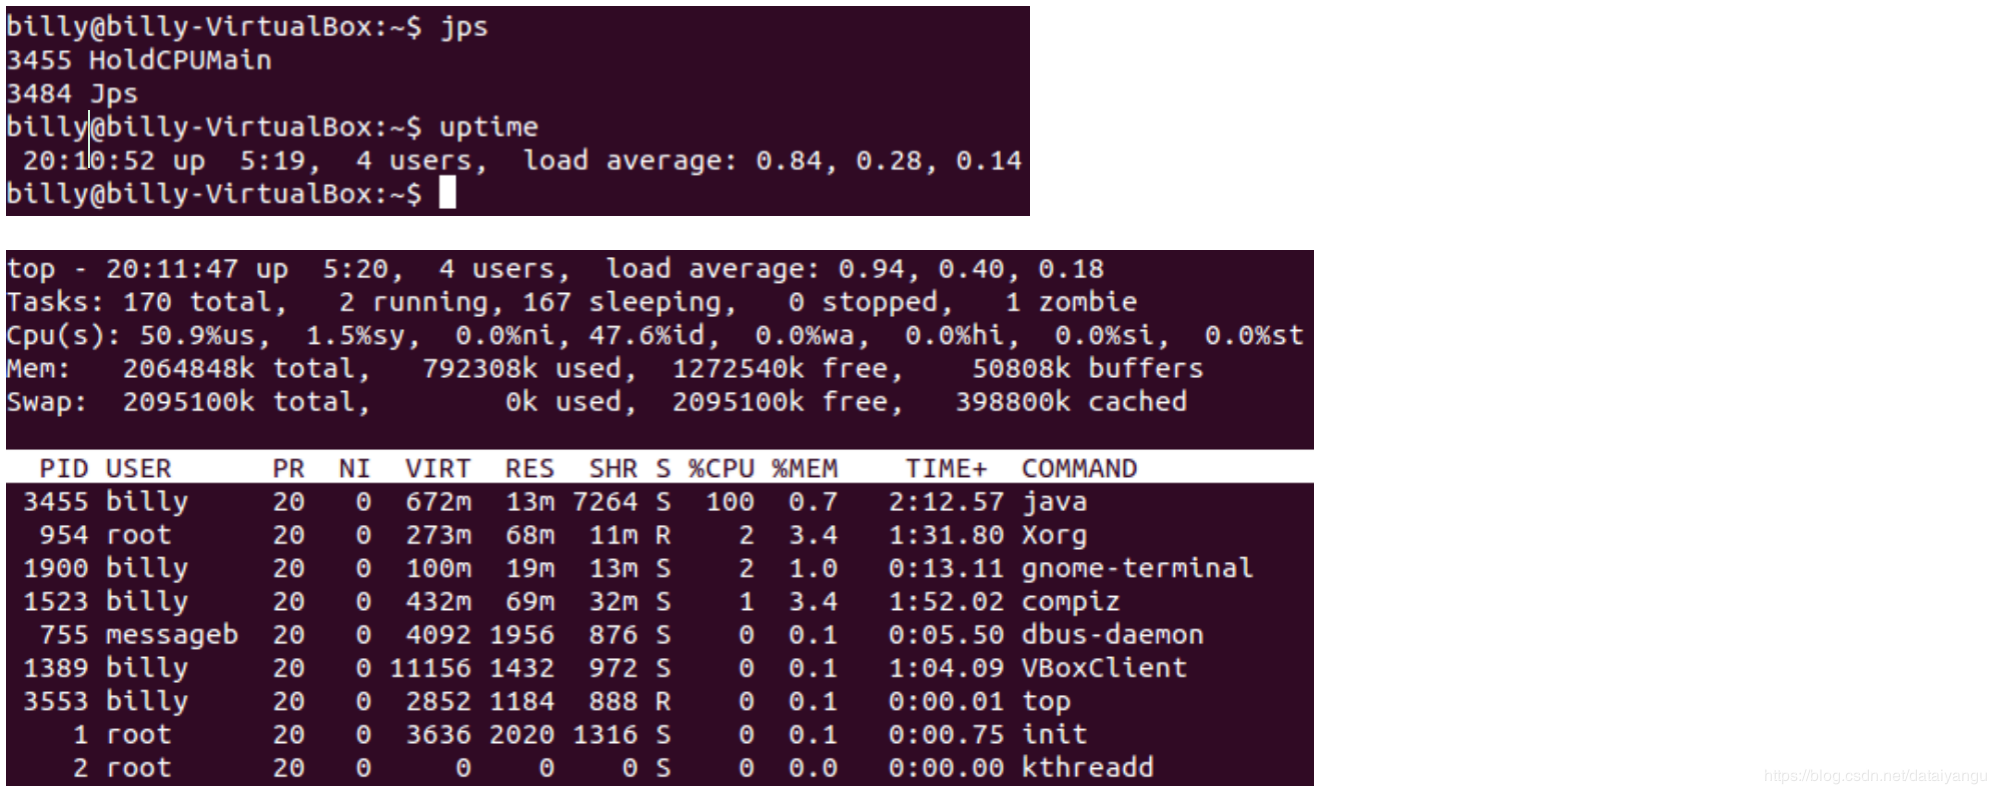 billy@billy-VirtualBox:~$ jps
3455 HoldCPUMain
3484 Jps
billy@billy-VirtualBox:~$ uptime
 20:10:52 up  5:19,  4 users,  load average: 0.84, 0.28, 0.14
billy@billy-VirtualBox:~$
top - 20:11:47 up  5:20,  4 users,  load average: 0.94, 0.40, 0.18
Tasks: 170 total,   2 running, 167 sleeping,   0 stopped,   1 zombie
Cpu(s): 50.9%us,  1.5%sy,  0.0%ni, 47.6%id,  0.0%wa,  0.0%hi,  0.0%si,  0.0%st
Mem:   2064848k total,   792308k used,  1272540k free,    50808k buffers
Swap:  2095100k total,        0k used,  2095100k free,   398800k cached
  PID USER      PR  NI  VIRT  RES  SHR S %CPU %MEM    TIME+  COMMAND
 3455 billy     20   0  672m  13m 7264 S  100  0.7   2:12.57 java
  954 root      20   0  273m  68m  11m R    2  3.4   1:31.80 Xorg
 1900 billy     20   0  100m  19m  13m S    2  1.0   0:13.11 gnome-terminal
 1523 billy     20   0  432m  69m  32m S    1  3.4   1:52.02 compiz
  755 messageb  20   0  4092 1956  876 S    0  0.1   0:05.50 dbus-daemon
 1389 billy     20   0 11156 1432  972 S    0  0.1   1:04.09 VBoxClient
 3553 billy     20   0  2852 1184  888 R    0  0.1   0:00.01 top
    1 root      20   0  3636 2020 1316 S    0  0.1   0:00.75 init
    2 root      20   0     0    0    0 S    0  0.0   0:00.00 kthreadd
https://blog.csdn.net/dataiyangu